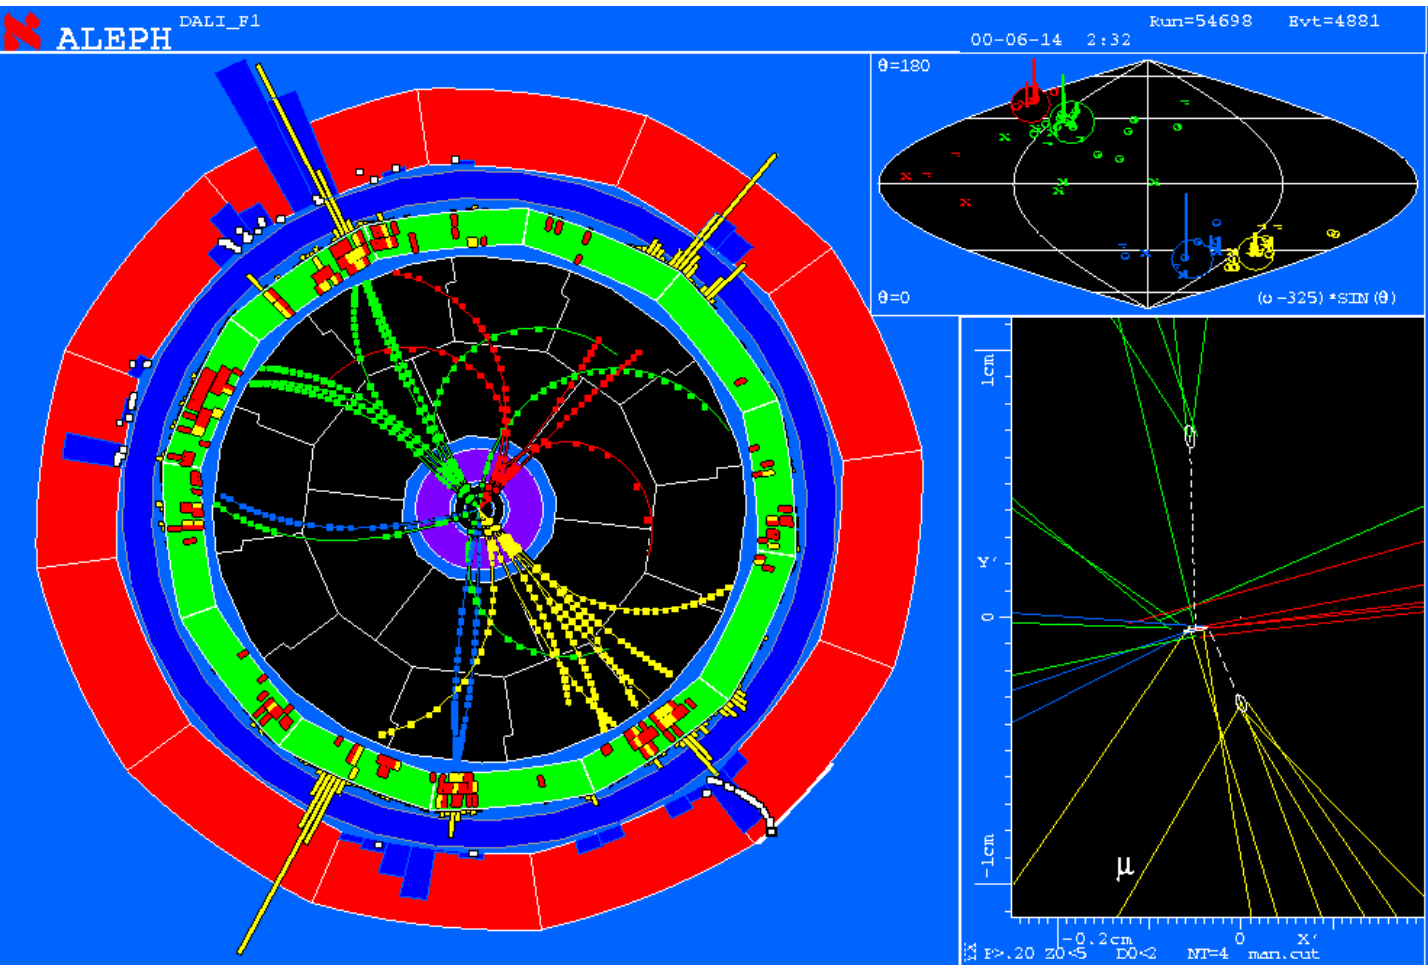 ALEPH DALI_F1
Run=54698 Evt=4881
00-06-14 2:32
θ=180
θ=0
(φ-325)*SIN(θ)
1cm
Y'
0
-1cm
μ
-0.2cm 0 X'
YX P>.20 Z0<5 D0<2 NT=4 man.cut